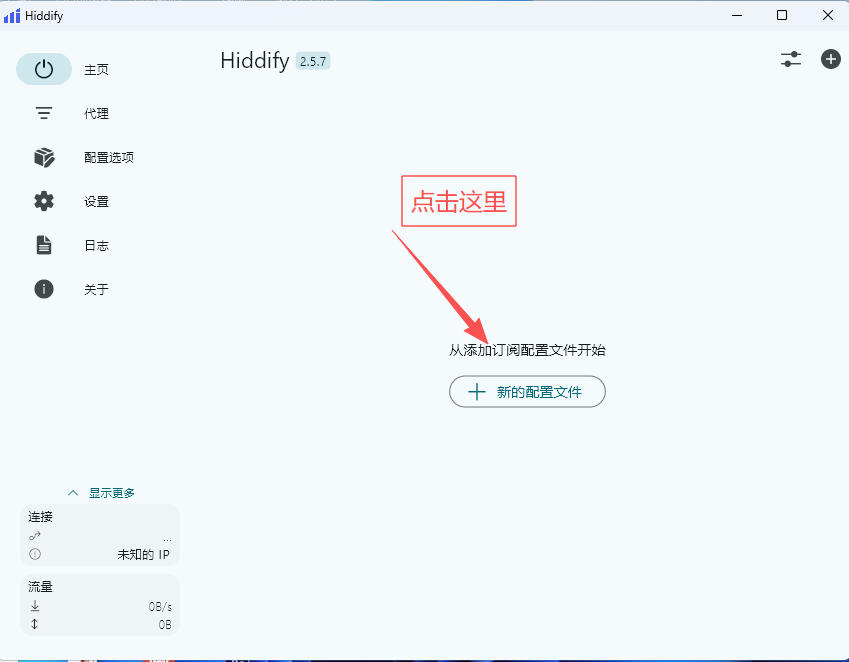 Hiddify
Hiddify 2.5.7
主页
代理
配置选项
设置
日志
关于
点击这里
从添加订阅配置文件开始
新的配置文件
显示更多
连接
...
未知的 IP
流量
0B/s
0B